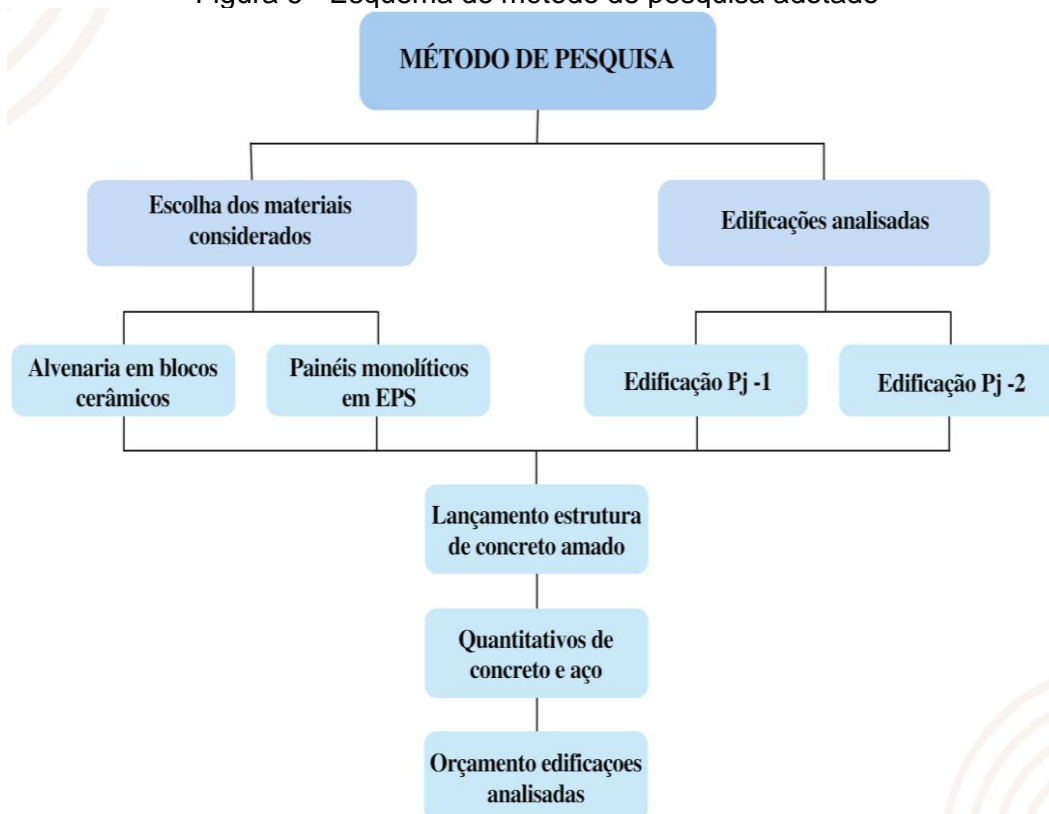 Figura 6 - Esquema do método de pesquisa adotado
MÉTODO DE PESQUISA
Escolha dos materiais
considerados
Edificações analisadas
Alvenaria em blocos
cerâmicos
Painéis monolíticos
em EPS
Edificação Pj -1
Edificação Pj -2
Lançamento estrutura
de concreto amado
Quantitativos de
concreto e aço
Orçamento edificaçoes
analisadas